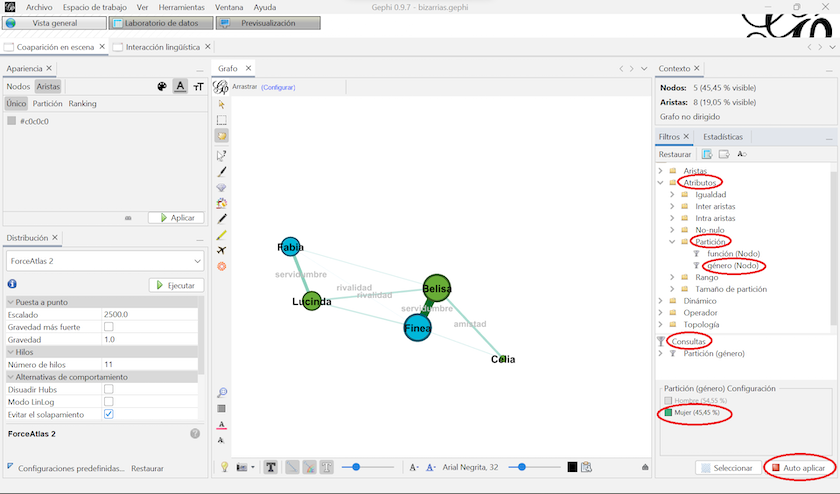 Archivo Espacio de trabajo Ver Herramientas Ventana Ayuda Gephi 0.9.7 - bizarrias.gephi
Vista general Laboratorio de datos Previsualización
Coaparición en escena Interacción lingüística
Apariencia
Nodos Aristas
Único Partición Ranking
#c0c0c0
Aplicar
Distribución
ForceAtlas 2
Ejecutar
Puesta a punto
Escalado 2500.0
Gravedad más fuerte
Gravedad 1.0
Hilos
Número de hilos 11
Alternativas de comportamiento
Disuadir Hubs
Modo LinLog
Evitar el solapamiento
ForceAtlas 2
Configuraciones predefinidas... Restaurar
Grafo
Arrastrar (Configurar)
Fabia
servidumbre
rivalidad
rivalidad
Belisa
Lucinda
servidumbre
Finea
amistad
Celia
Arial Negrita, 32
Contexto
Nodos: 5 (45,45 % visible)
Aristas: 8 (19,05 % visible)
Grafo no dirigido
Filtros Estadísticas
Restaurar
Aristas
Atributos
Igualdad
Inter aristas
Intra aristas
No-nulo
Partición
función (Nodo)
género (Nodo)
Rango
Tamaño de partición
Dinámico
Operador
Topología
Consultas
Partición (género)
Partición (género) Configuración
Hombre (54,55 %)
Mujer (45,45 %)
Seleccionar Auto aplicar